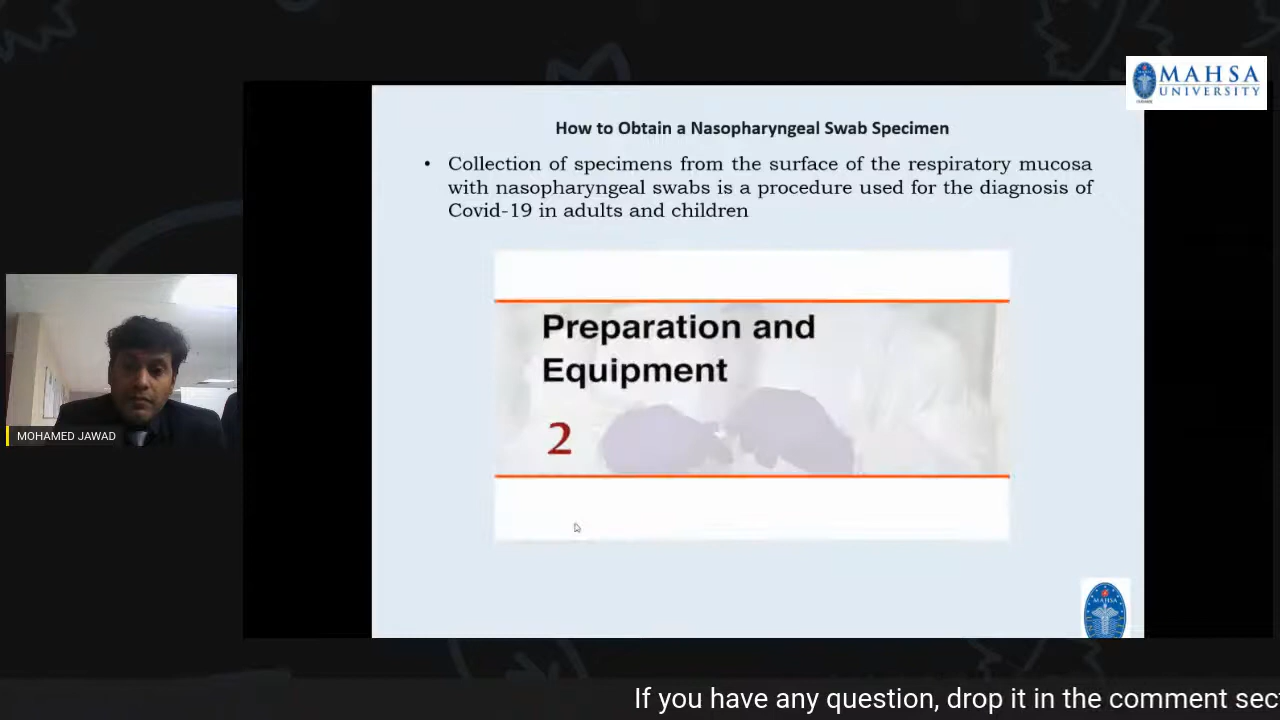 MAHSA
UNIVERSITY
How to Obtain a Nasopharyngeal Swab Specimen
• Collection of specimens from the surface of the respiratory mucosa
with nasopharyngeal swabs is a procedure used for the diagnosis of
Covid-19 in adults and children
Preparation and
Equipment
2
MOHAMED JAWAD
MAHSA
If you have any question, drop it in the comment sec